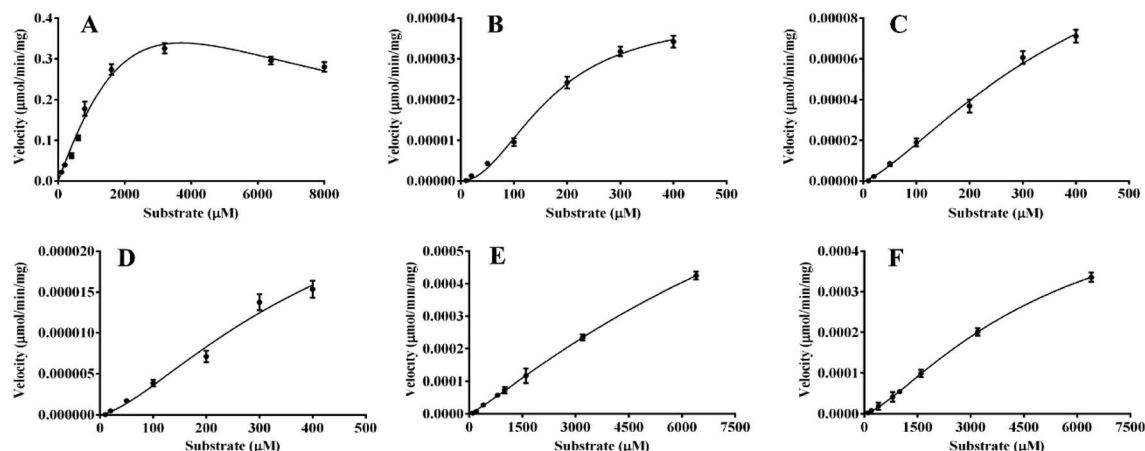 A
Velocity (µmol/min/mg)
0.4
0.3
0.2
0.1
0.0
0 2000 4000 6000 8000
Substrate (µM)
B
Velocity (µmol/min/mg)
0.00004
0.00003
0.00002
0.00001
0.00000
0 100 200 300 400 500
Substrate (µM)
C
Velocity (µmol/min/mg)
0.00008
0.00006
0.00004
0.00002
0.00000
0 100 200 300 400 500
Substrate (µM)
D
Velocity (µmol/min/mg)
0.000020
0.000015
0.000010
0.000005
0.000000
0 100 200 300 400 500
Substrate (µM)
E
Velocity (µmol/min/mg)
0.0005
0.0004
0.0003
0.0002
0.0001
0.0000
0 1500 3000 4500 6000 7500
Substrate (µM)
F
Velocity (µmol/min/mg)
0.0004
0.0003
0.0002
0.0001
0.0000
0 1500 3000 4500 6000 7500
Substrate (µM)